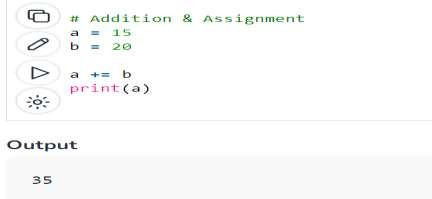 # Addition & Assignment
a = 15
b = 20
a += b
print(a)
Output
35